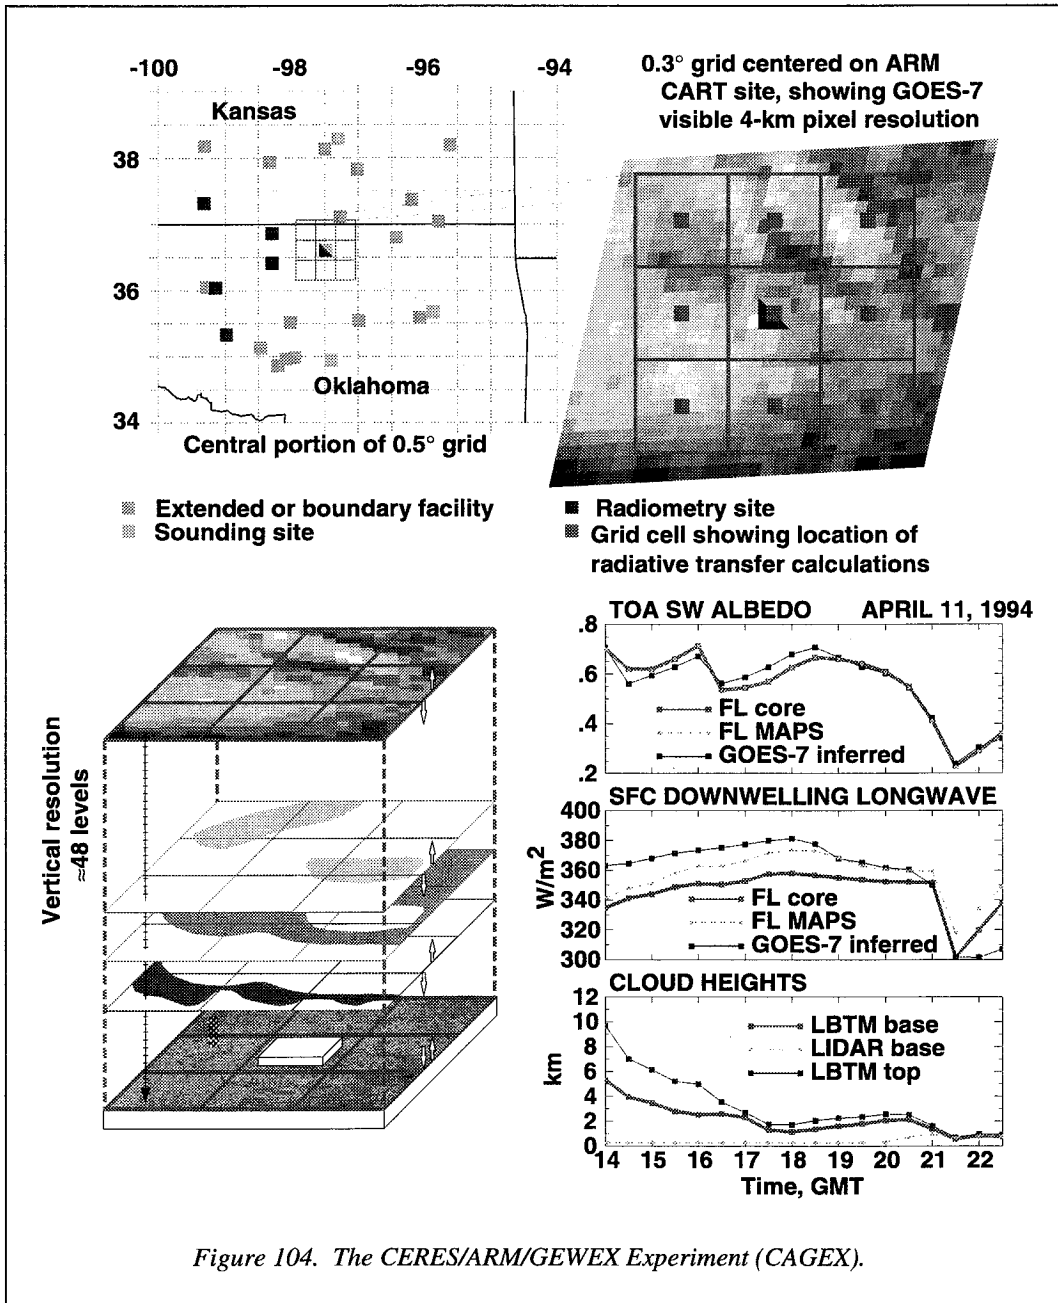 -100 -98 -96 -94
Kansas
38
36
34
Oklahoma
Central portion of 0.5° grid
0.3° grid centered on ARM
CART site, showing GOES-7
visible 4-km pixel resolution
Extended or boundary facility
Sounding site
Radiometry site
Grid cell showing location of
radiative transfer calculations
Vertical resolution
≈48 levels
TOA SW ALBEDO APRIL 11, 1994
.8
.6
.4
.2
FL core
FL MAPS
GOES-7 inferred
SFC DOWNWELLING LONGWAVE
400
380
360
340
320
300
W/m2
FL core
FL MAPS
GOES-7 inferred
CLOUD HEIGHTS
12
10
8
6
4
2
0
km
LBTM base
LIDAR base
LBTM top
14 15 16 17 18 19 20 21 22
Time, GMT
Figure 104. The CERES/ARM/GEWEX Experiment (CAGEX).